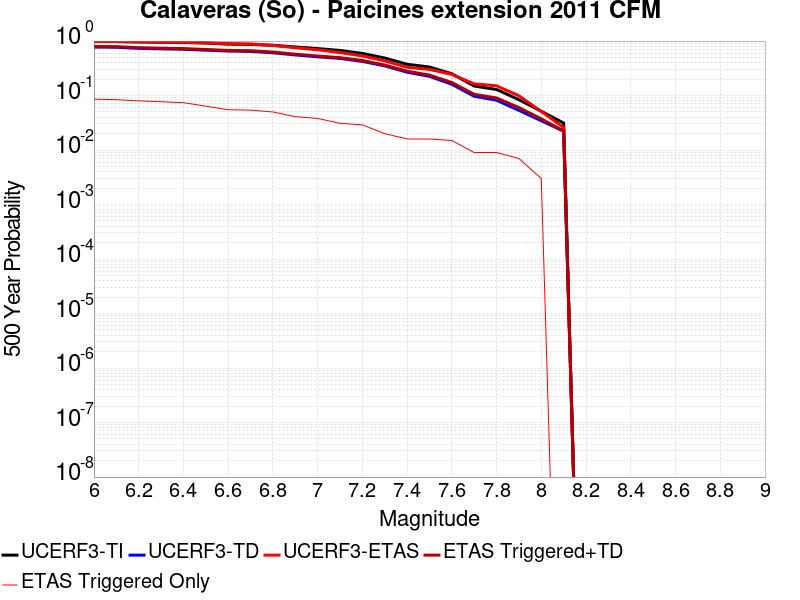 Calaveras (So) - Paicines extension 2011 CFM
10^0
10^-1
10^-2
10^-3
10^-4
10^-5
10^-6
10^-7
10^-8
500 Year Probability
6 6.2 6.4 6.6 6.8 7 7.2 7.4 7.6 7.8 8 8.2 8.4 8.6 8.8 9
Magnitude
UCERF3-TI UCERF3-TD UCERF3-ETAS ETAS Triggered+TD
ETAS Triggered Only